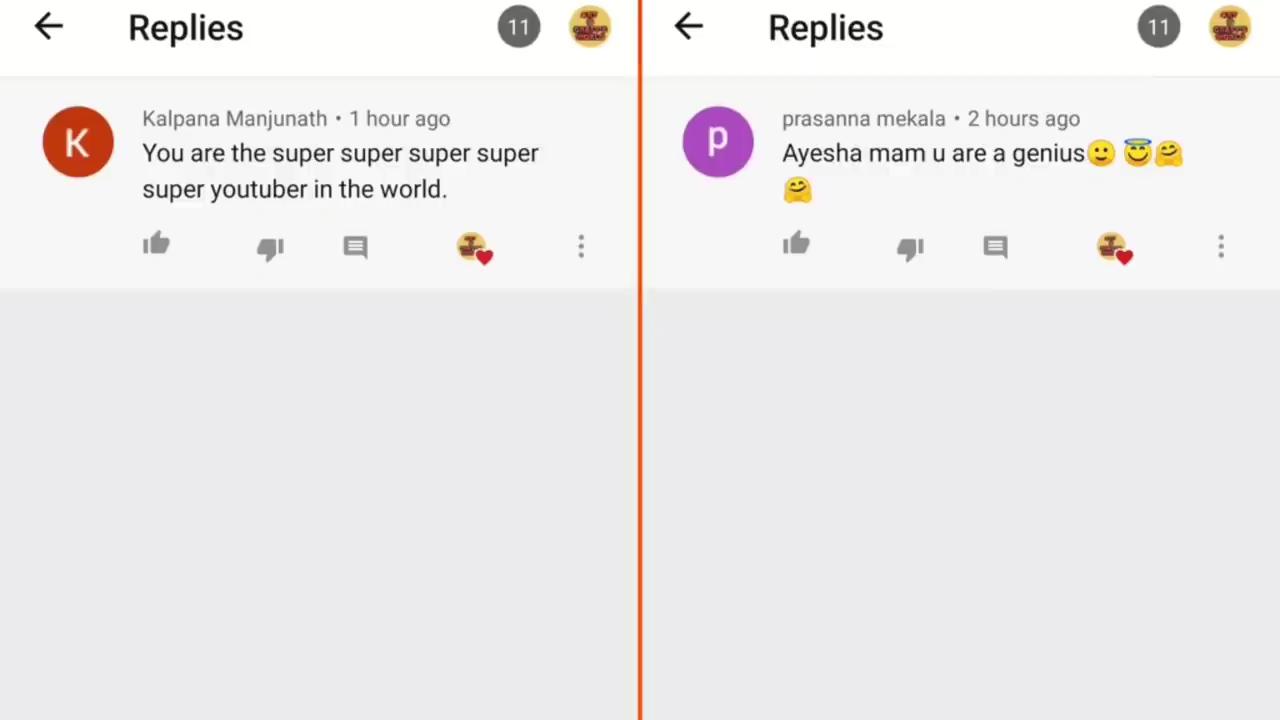 Replies
11
K
Kalpana Manjunath • 1 hour ago
You are the super super super super
super youtuber in the world.
Replies
11
p
prasanna mekala • 2 hours ago
Ayesha mam u are a genius🙂 😇🤗
🤗